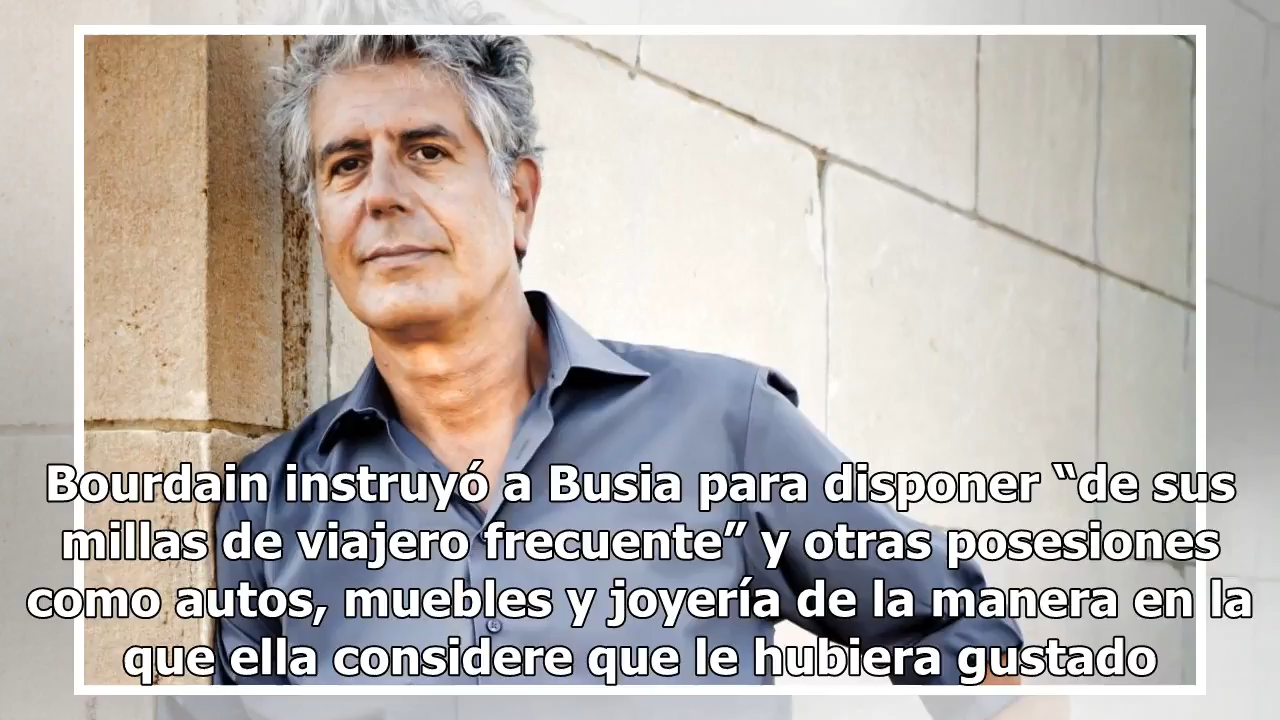 Bourdain instruyó a Busia para disponer “de sus
millas de viajero frecuente” y otras posesiones
como autos, muebles y joyería de la manera en la
que ella considere que le hubiera gustado